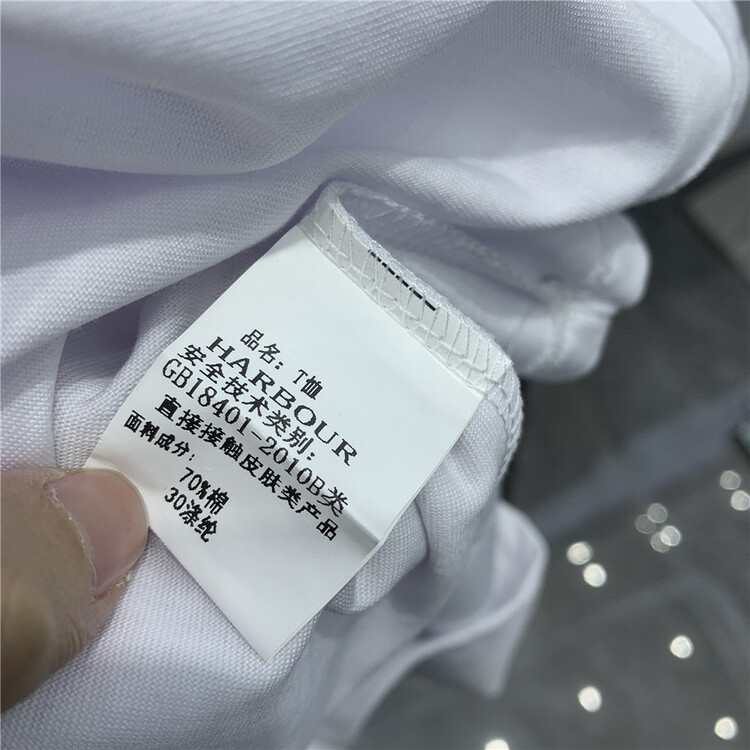 品名：T恤
HARBOUR
安全技术类别：
GB18401-2010B类
直接接触皮肤类产品
面料成分：
70%棉
30涤纶